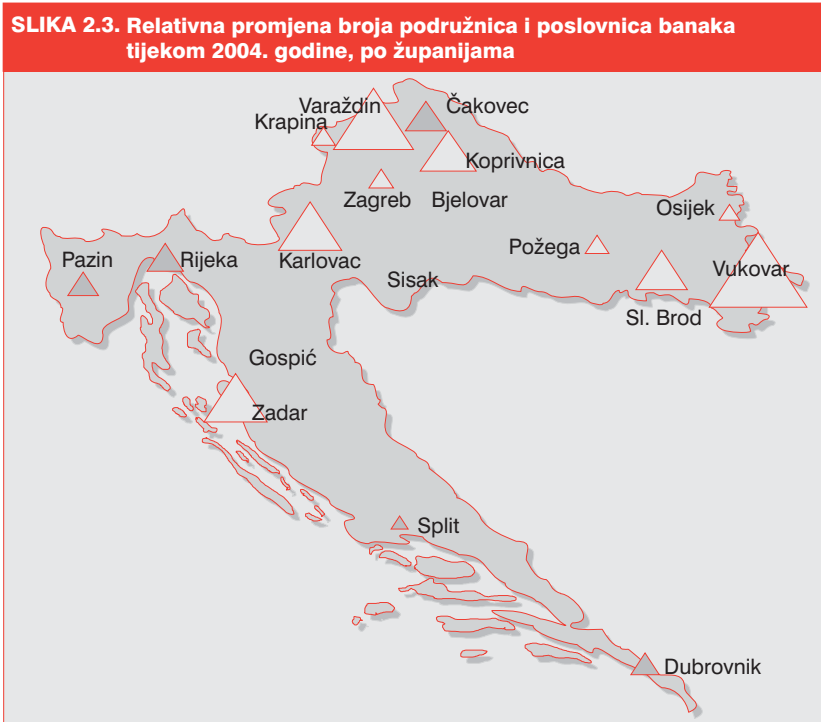 SLIKA 2.3. Relativna promjena broja podružnica i poslovnica banaka
tijekom 2004. godine, po županijama
Varaždin
Čakovec
Krapina
Koprivnica
Zagreb
Bjelovar
Osijek
Požega
Pazin
Rijeka
Karlovac
Sisak
Vukovar
Sl. Brod
Gospić
Zadar
Split
Dubrovnik